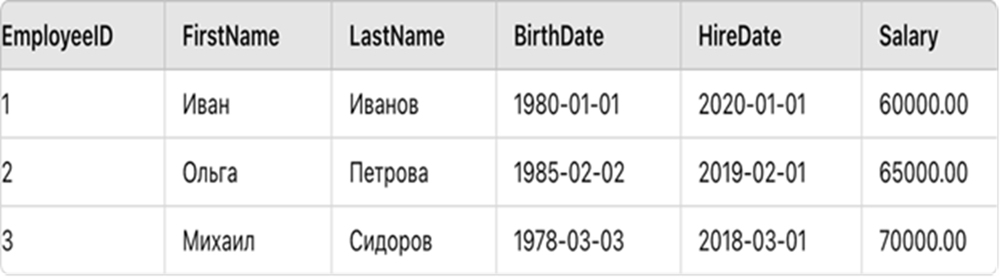 EmployeeID FirstName LastName BirthDate HireDate Salary
1 Иван Иванов 1980-01-01 2020-01-01 60000.00
2 Ольга Петрова 1985-02-02 2019-02-01 65000.00
3 Михаил Сидоров 1978-03-03 2018-03-01 70000.00